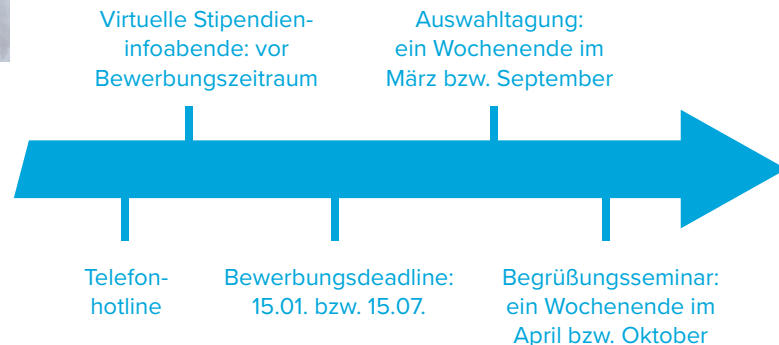 Virtuelle Stipendien-
infoabende: vor
Bewerbungszeitraum
Auswahltagung:
ein Wochenende im
März bzw. September
Telefon-
hotline
Bewerbungsdeadline:
15.01. bzw. 15.07.
Begrüßungsseminar:
ein Wochenende im
April bzw. Oktober